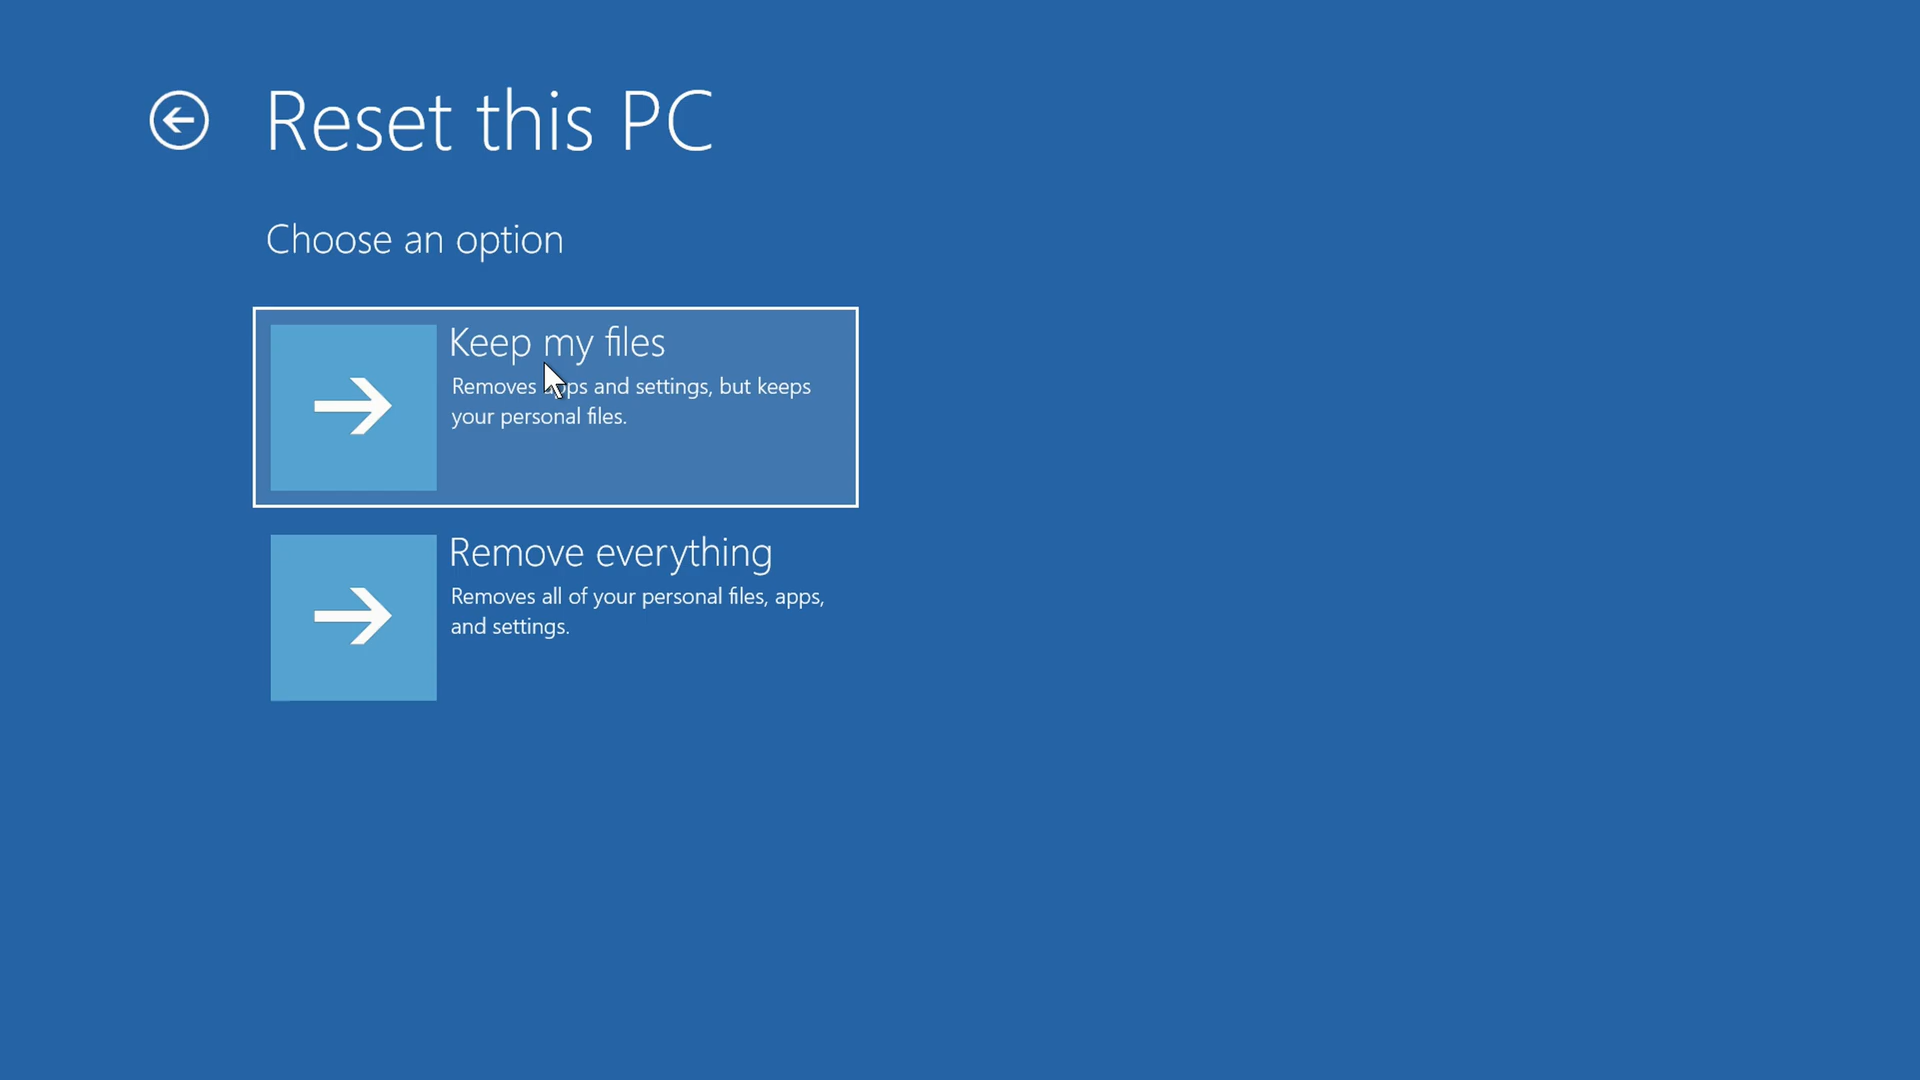 Reset this PC
Choose an option
Keep my files
Removes apps and settings, but keeps
your personal files.
Remove everything
Removes all of your personal files, apps,
and settings.